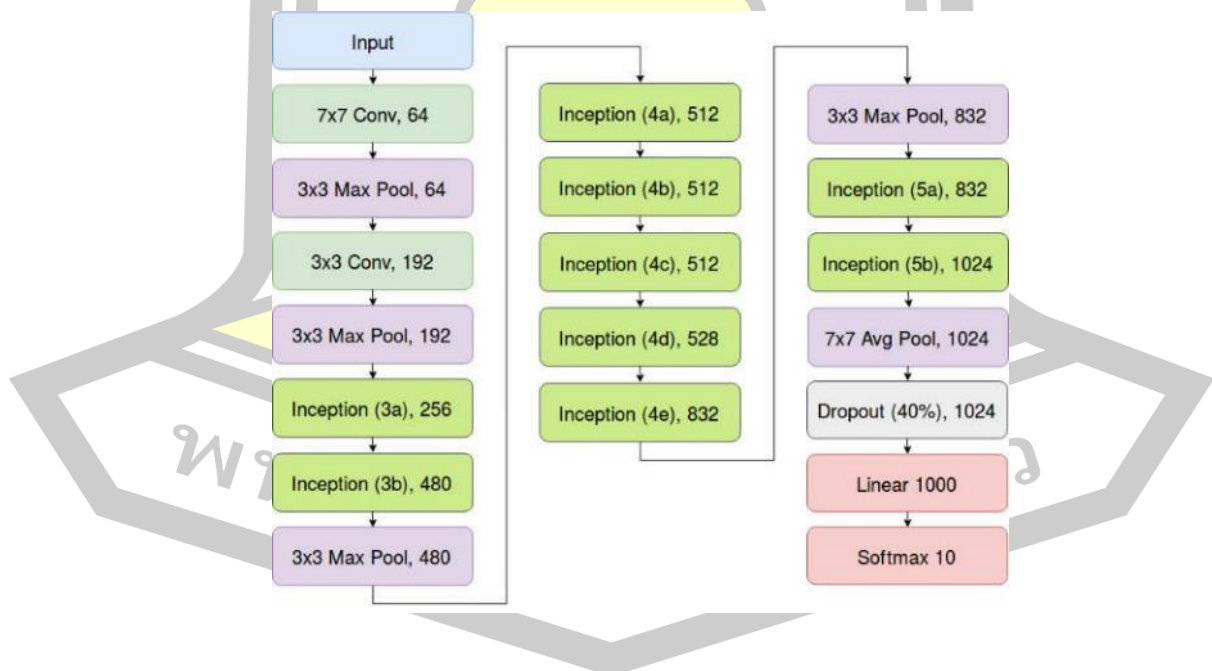 Input
7x7 Conv, 64
3x3 Max Pool, 64
3x3 Conv, 192
3x3 Max Pool, 192
Inception (3a), 256
Inception (3b), 480
3x3 Max Pool, 480
Inception (4a), 512
Inception (4b), 512
Inception (4c), 512
Inception (4d), 528
Inception (4e), 832
3x3 Max Pool, 832
Inception (5a), 832
Inception (5b), 1024
7x7 Avg Pool, 1024
Dropout (40%), 1024
Linear 1000
Softmax 10